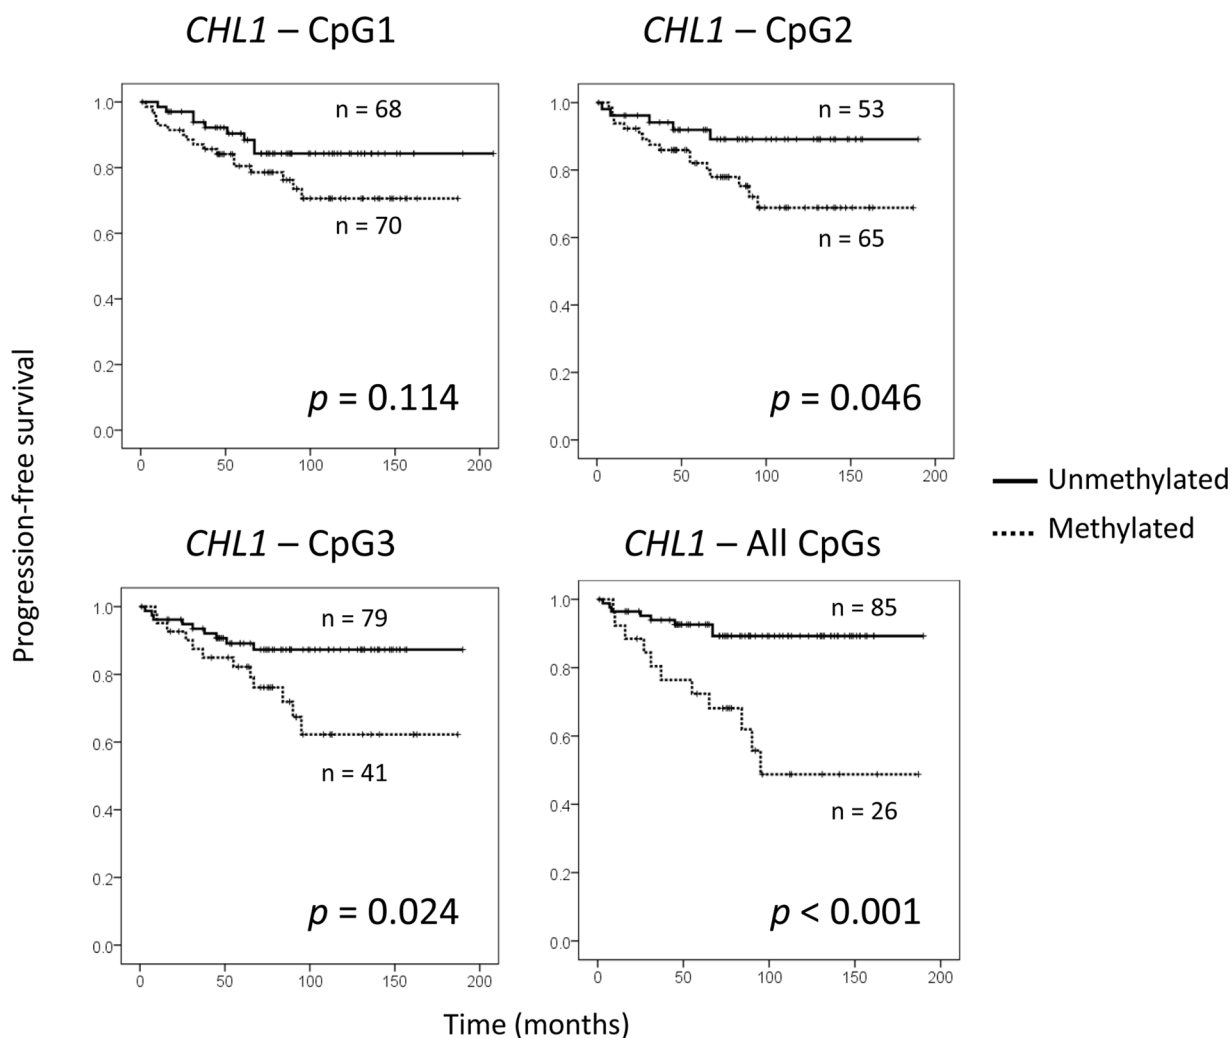 CHL1 – CpG1
CHL1 – CpG2
1.0
0.8
0.6
0.4
0.2
0.0
n = 68
n = 70
p = 0.114
0 50 100 150 200
1.0
0.8
0.6
0.4
0.2
0.0
n = 53
n = 65
p = 0.046
0 50 100 150 200
Progression-free survival
Unmethylated
Methylated
CHL1 – CpG3
CHL1 – All CpGs
1.0
0.8
0.6
0.4
0.2
0.0
n = 79
n = 41
p = 0.024
0 50 100 150 200
1.0
0.8
0.6
0.4
0.2
0.0
n = 85
n = 26
p < 0.001
0 50 100 150 200
Time (months)